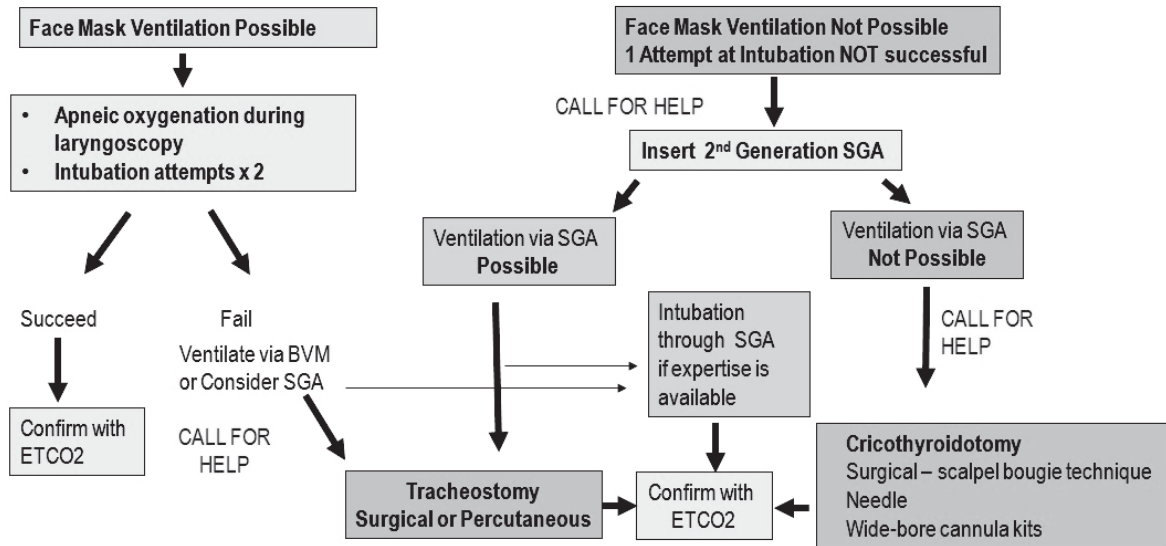 Face Mask Ventilation Possible
• Apneic oxygenation during
laryngoscopy
• Intubation attempts x 2
Succeed
Fail
Ventilate via BVM
or Consider SGA
Confirm with
ETCO2
CALL FOR
HELP
Face Mask Ventilation Not Possible
1 Attempt at Intubation NOT successful
CALL FOR HELP
Insert 2nd Generation SGA
Ventilation via SGA
Possible
Ventilation via SGA
Not Possible
Intubation
through SGA
if expertise is
available
CALL FOR
HELP
Tracheostomy
Surgical or Percutaneous
Confirm with
ETCO2
Cricothyroidotomy
Surgical – scalpel bougie technique
Needle
Wide-bore cannula kits